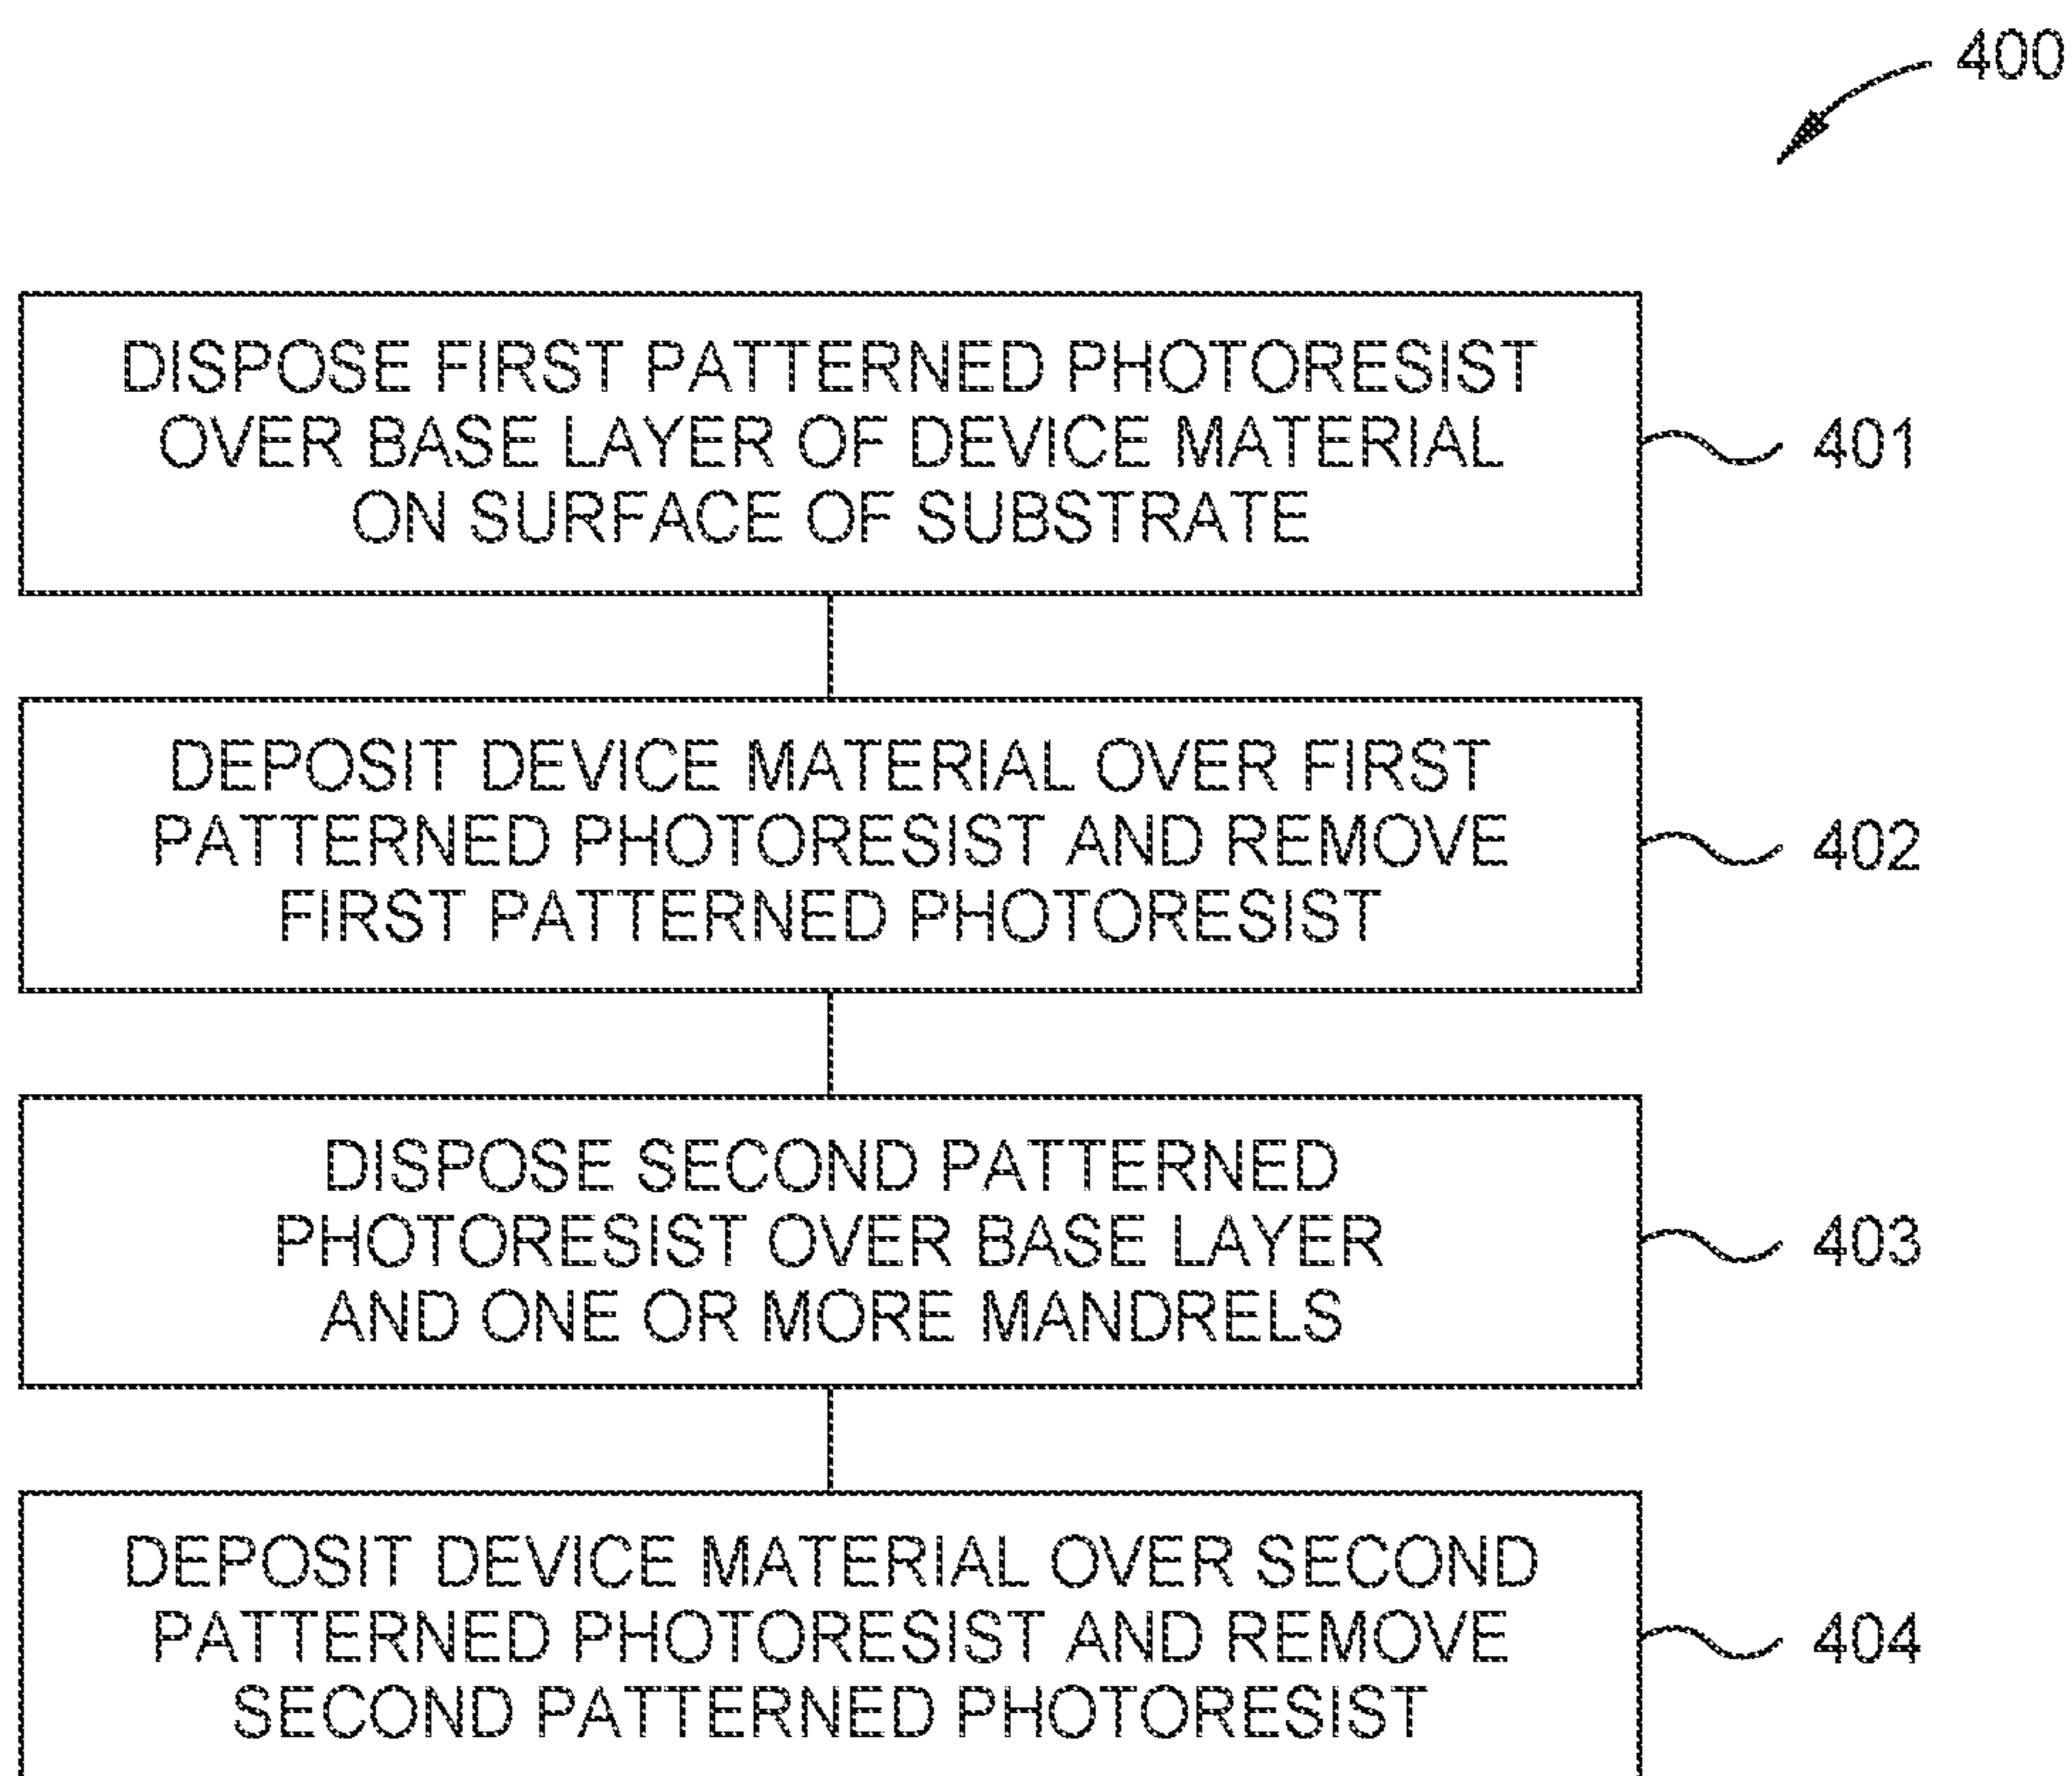 400
DISPOSE FIRST PATTERNED PHOTORESIST
OVER BASE LAYER OF DEVICE MATERIAL
ON SURFACE OF SUBSTRATE
401
DEPOSIT DEVICE MATERIAL OVER FIRST
PATTERNED PHOTORESIST AND REMOVE
FIRST PATTERNED PHOTORESIST
402
DISPOSE SECOND PATTERNED
PHOTORESIST OVER BASE LAYER
AND ONE OR MORE MANDRELS
403
DEPOSIT DEVICE MATERIAL OVER SECOND
PATTERNED PHOTORESIST AND REMOVE
SECOND PATTERNED PHOTORESIST
404